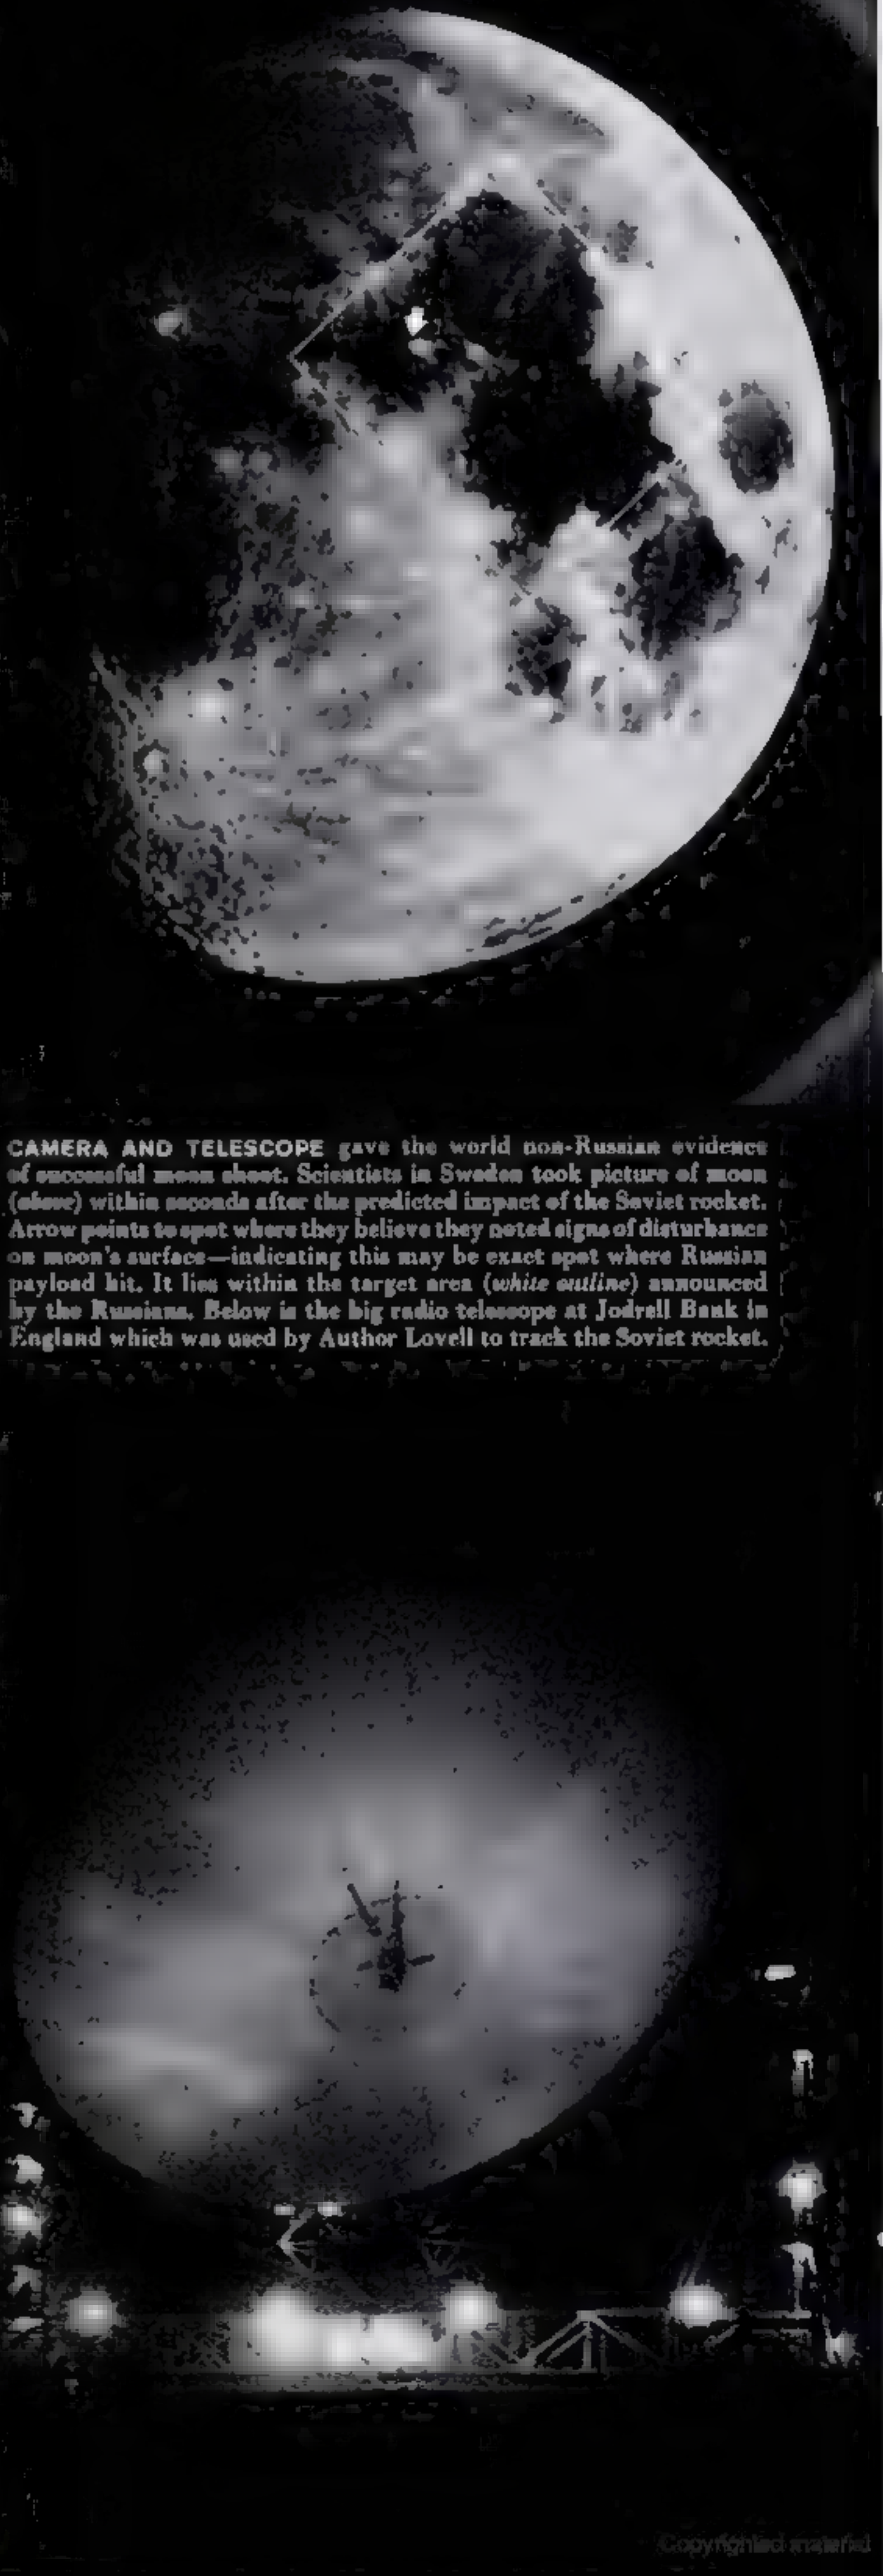 CAMERA AND TELESCOPE gave the world non-Russian evidence
of successful moon shoot. Scientists in Sweden took picture of moon
(above) within seconds after the predicted impact of the Soviet rocket.
Arrow points to spot where they believe they noted signs of disturbance
on moon's surface—indicating this may be exact spot where Russian
payload hit. It lies within the target area (white outline) announced
by the Russians. Below is the big radio telescope at Jodrell Bank in
England which was used by Author Lovell to track the Soviet rocket.
Copyrighted material